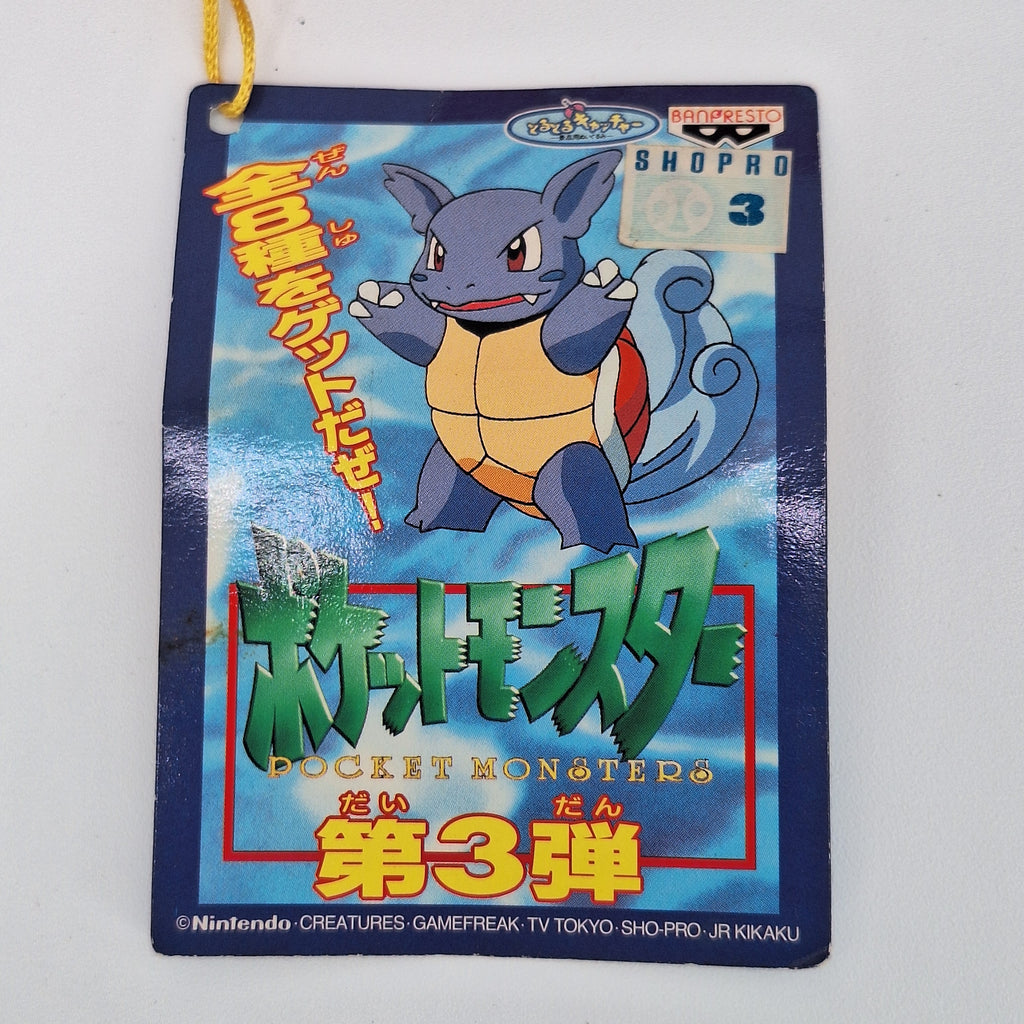 とるとるキャッチャー
BANPRESTO
SHOPRO
3
ぜん しゅ
全8種をゲットだぜ!
ポケットモンスター
POCKET MONSTERS
だい だん
第3弾
©Nintendo・CREATURES・GAMEFREAK・TV TOKYO・SHO-PRO・JR KIKAKU